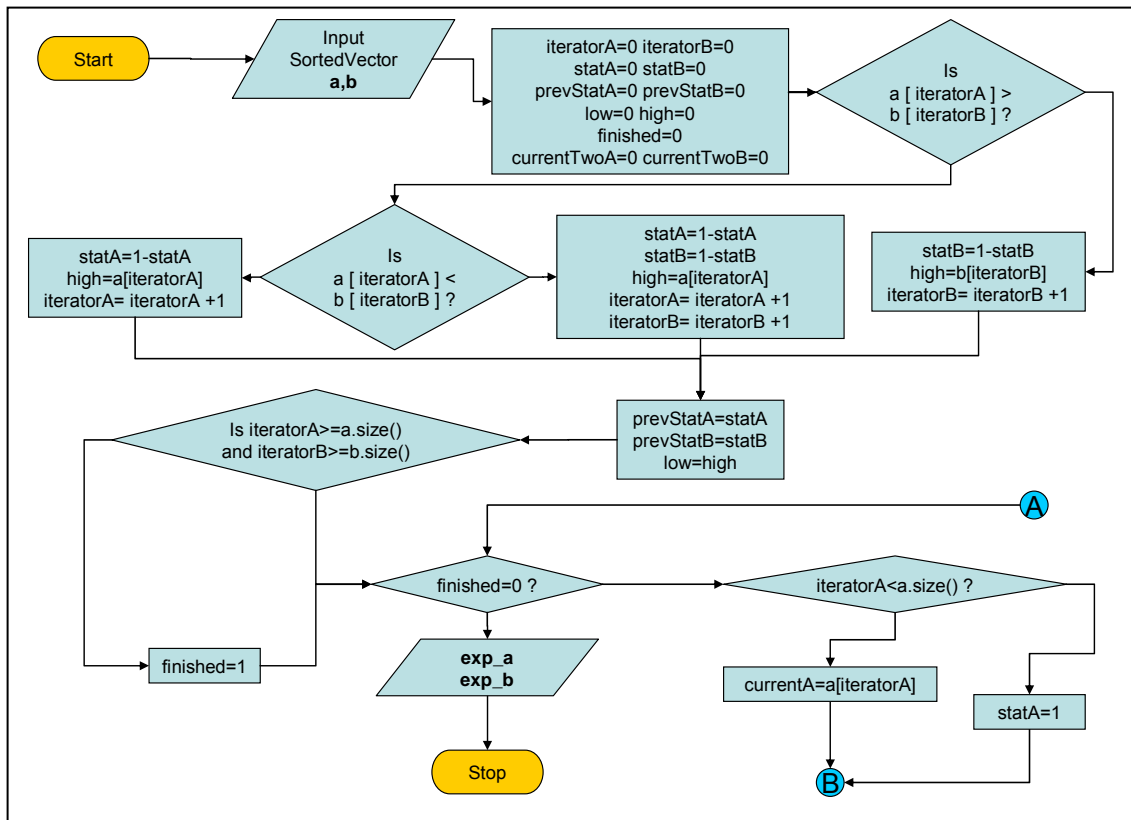 Start
Input
SortedVector
a,b
iteratorA=0 iteratorB=0
statA=0 statB=0
prevStatA=0 prevStatB=0
low=0 high=0
finished=0
currentTwoA=0 currentTwoB=0
Is
a [ iteratorA ] >
b [ iteratorB ] ?
statA=1-statA
high=a[iteratorA]
iteratorA= iteratorA +1
Is
a [ iteratorA ] <
b [ iteratorB ] ?
statA=1-statA
statB=1-statB
high=a[iteratorA]
iteratorA= iteratorA +1
iteratorB= iteratorB +1
statB=1-statB
high=b[iteratorB]
iteratorB= iteratorB +1
Is iteratorA>=a.size()
and iteratorB>=b.size()
prevStatA=statA
prevStatB=statB
low=high
A
finished=0 ?
iteratorA<a.size() ?
finished=1
exp_a
exp_b
currentA=a[iteratorA]
statA=1
Stop
B